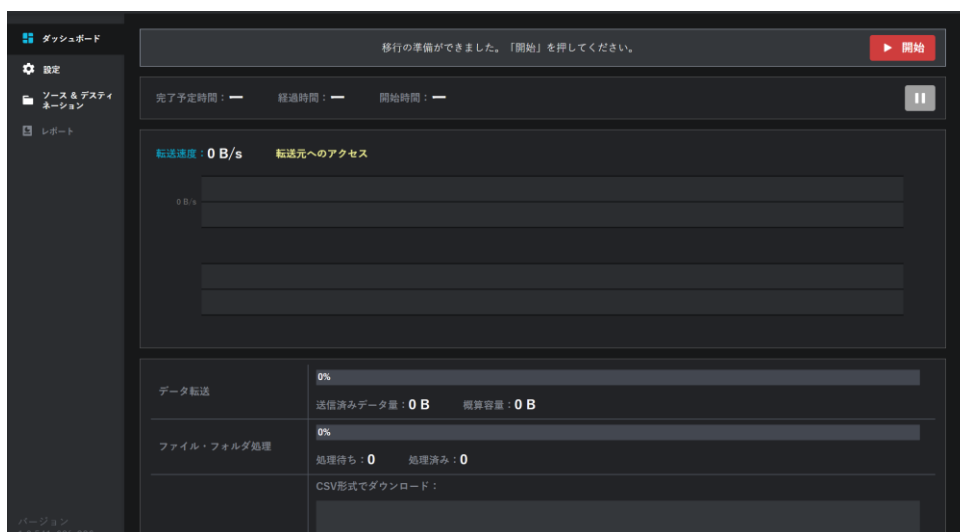 ダッシュボード
移行の準備ができました。「開始」を押してください。
開始
設定
ソース & デスティ
ネーション
完了予定時間：ー 経過時間：ー 開始時間：ー
レポート
転送速度：0 B/s 転送元へのアクセス
0 B/s
0%
データ転送
送信済みデータ量：0 B 概算容量：0 B
0%
ファイル・フォルダ処理
処理待ち：0 処理済み：0
CSV形式でダウンロード：
バージョン